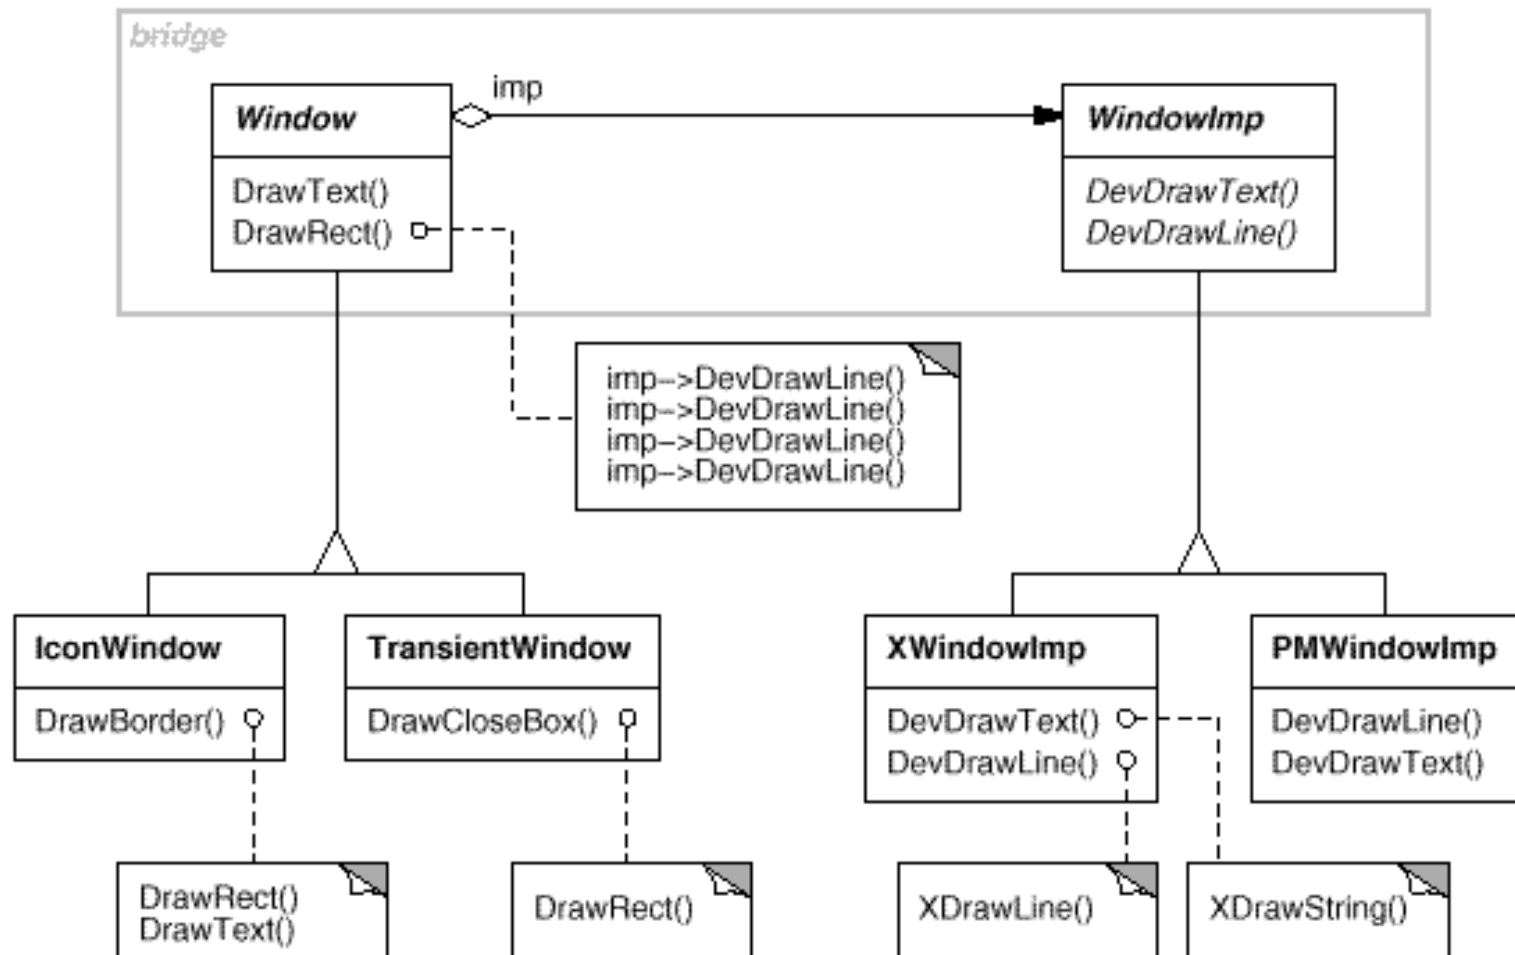 bridge
imp
Window
WindowImp
DrawText()
DrawRect()
DevDrawText()
DevDrawLine()
imp->DevDrawLine()
imp->DevDrawLine()
imp->DevDrawLine()
imp->DevDrawLine()
IconWindow
DrawBorder()
TransientWindow
DrawCloseBox()
XWindowImp
DevDrawText()
DevDrawLine()
PMWindowImp
DevDrawLine()
DevDrawText()
DrawRect()
DrawText()
DrawRect()
XDrawLine()
XDrawString()